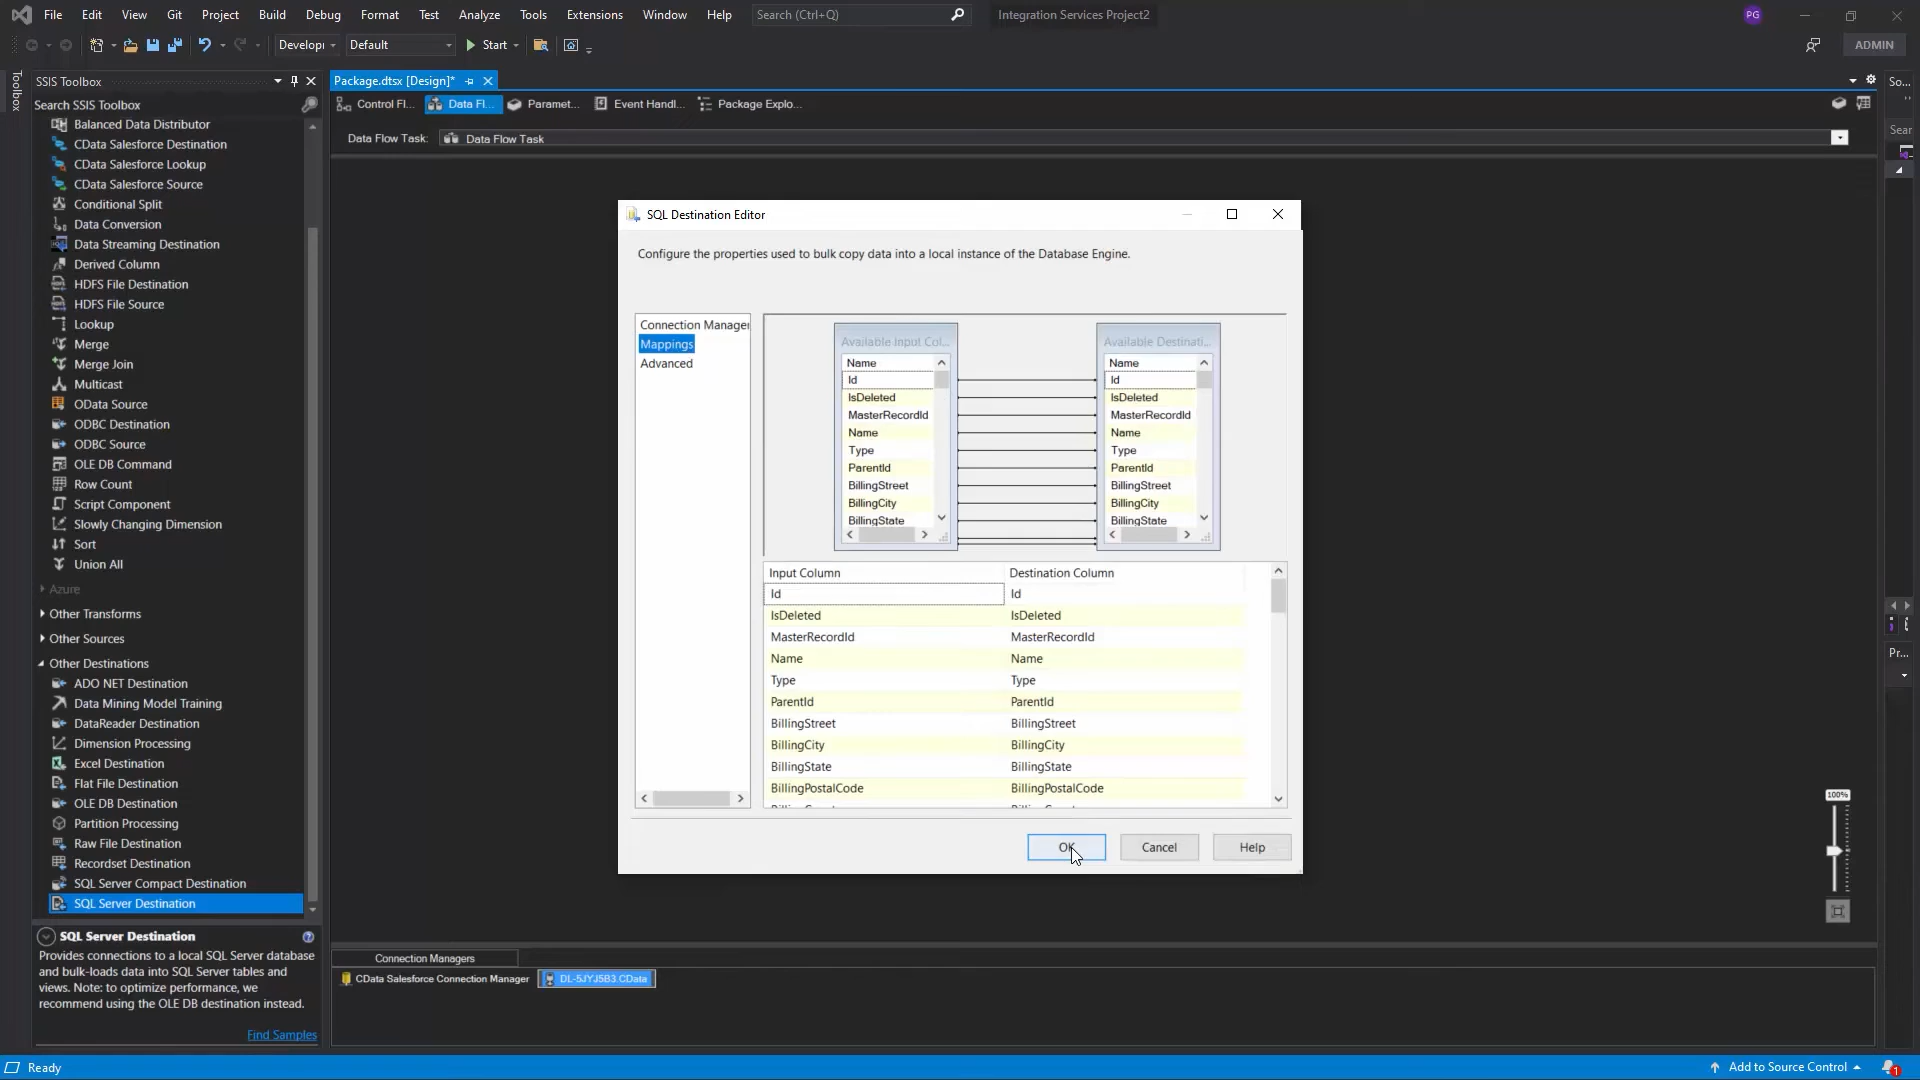 File Edit View Git Project Build Debug Format Test Analyze Tools Extensions Window Help Search (Ctrl+Q) Integration Services Project2 PG
Developı Default Start ADMIN
Toolbox
SSIS Toolbox
Search SSIS Toolbox
Balanced Data Distributor
CData Salesforce Destination
CData Salesforce Lookup
CData Salesforce Source
Conditional Split
Data Conversion
Data Streaming Destination
Derived Column
HDFS File Destination
HDFS File Source
Lookup
Merge
Merge Join
Multicast
OData Source
ODBC Destination
ODBC Source
OLE DB Command
Row Count
Script Component
Slowly Changing Dimension
Sort
Union All
Azure
Other Transforms
Other Sources
Other Destinations
ADO NET Destination
Data Mining Model Training
DataReader Destination
Dimension Processing
Excel Destination
Flat File Destination
OLE DB Destination
Partition Processing
Raw File Destination
Recordset Destination
SQL Server Compact Destination
SQL Server Destination
SQL Server Destination
Provides connections to a local SQL Server database
and bulk-loads data into SQL Server tables and
views. Note: to optimize performance, we
recommend using the OLE DB destination instead.
Find Samples
Package.dtsx [Design]*
Control Fl... Data Fl... Paramet... Event Handl... Package Explo...
Data Flow Task: Data Flow Task
SQL Destination Editor
Configure the properties used to bulk copy data into a local instance of the Database Engine.
Connection Manager
Mappings
Advanced
Available Input Col...
Name
Id
IsDeleted
MasterRecordId
Name
Type
ParentId
BillingStreet
BillingCity
BillingState
Available Destinati...
Name
Id
IsDeleted
MasterRecordId
Name
Type
ParentId
BillingStreet
BillingCity
BillingState
Input Column Destination Column
Id Id
IsDeleted IsDeleted
MasterRecordId MasterRecordId
Name Name
Type Type
ParentId ParentId
BillingStreet BillingStreet
BillingCity BillingCity
BillingState BillingState
BillingPostalCode BillingPostalCode
OK Cancel Help
100%
Connection Managers
CData Salesforce Connection Manager DL-5JYJ5B3.CData
So...
Sear
Pr...
Ready Add to Source Control 1